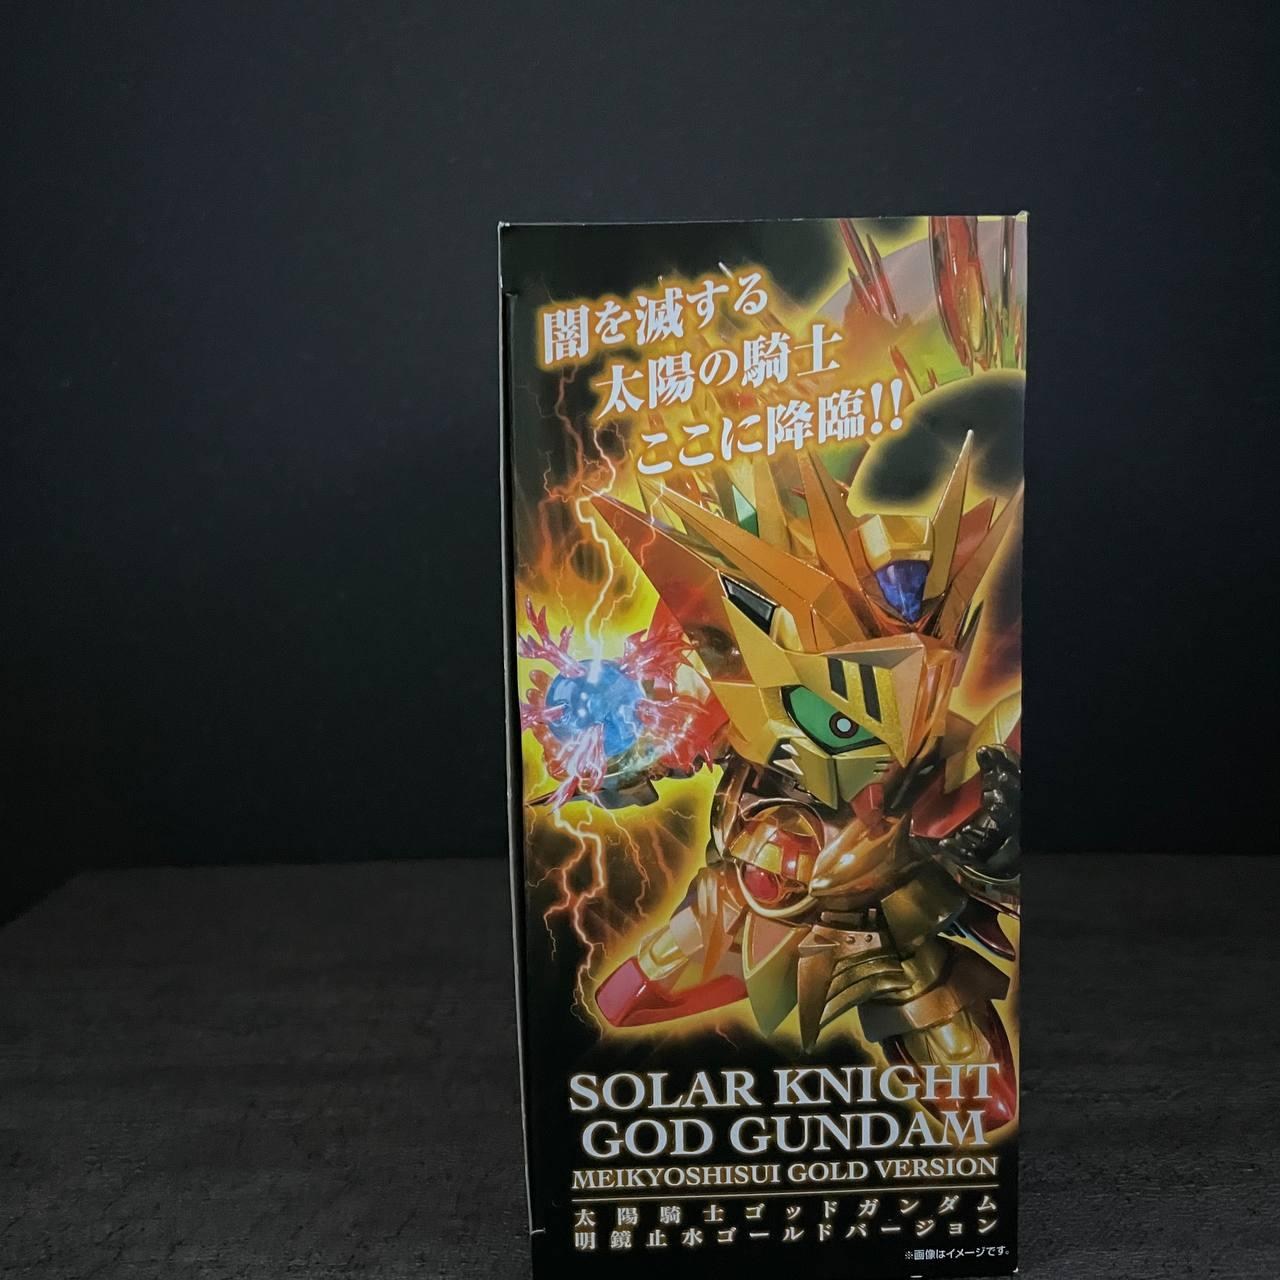 闇を滅する
太陽の騎士
ここに降臨!!
SOLAR KNIGHT
GOD GUNDAM
MEIKYOSHISUI GOLD VERSION
太陽騎士ゴッドガンダム
明鏡止水ゴールドバージョン
※画像はイメージです。